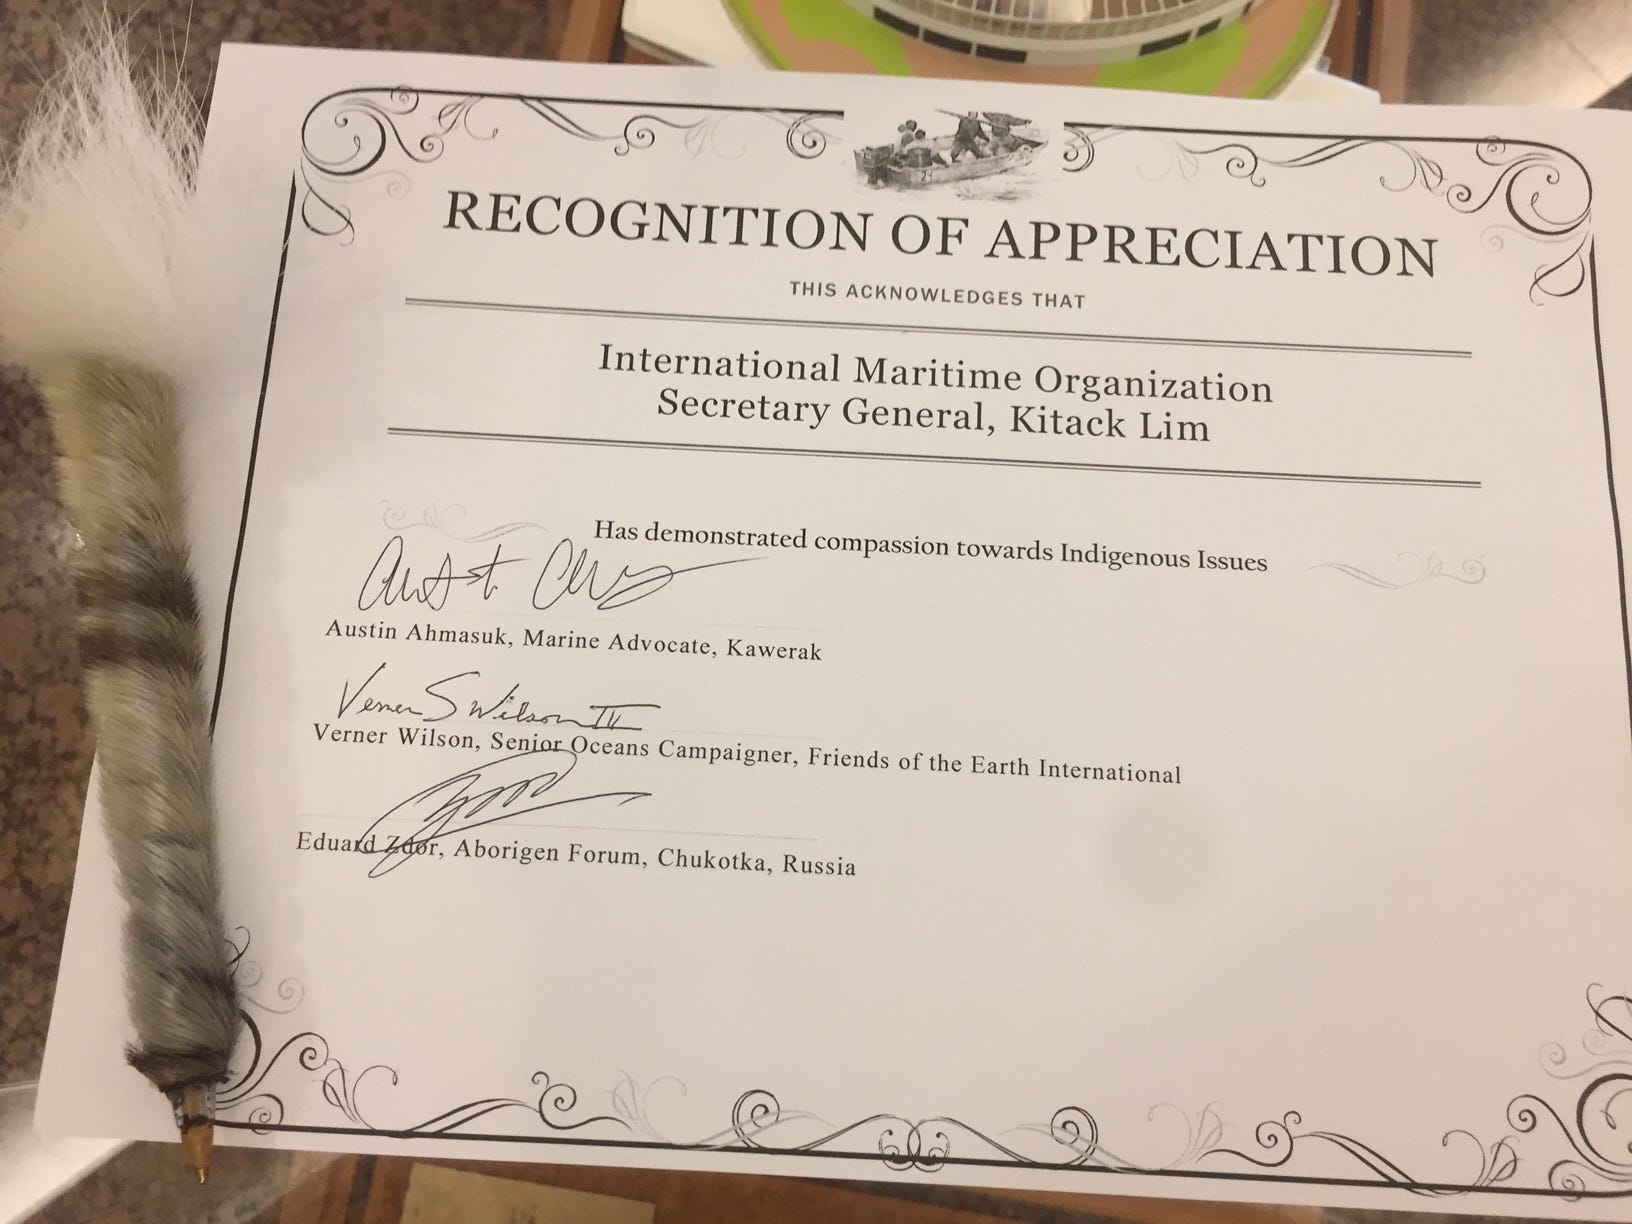 RECOGNITION OF APPRECIATION
THIS ACKNOWLEDGES THAT
International Maritime Organization
Secretary General, Kitack Lim
Has demonstrated compassion towards Indigenous Issues
Austin Ahmasuk, Marine Advocate, Kawerak
Verner S Wilson IV
Verner Wilson, Senior Oceans Campaigner, Friends of the Earth International
Eduard Zdor, Aborigen Forum, Chukotka, Russia